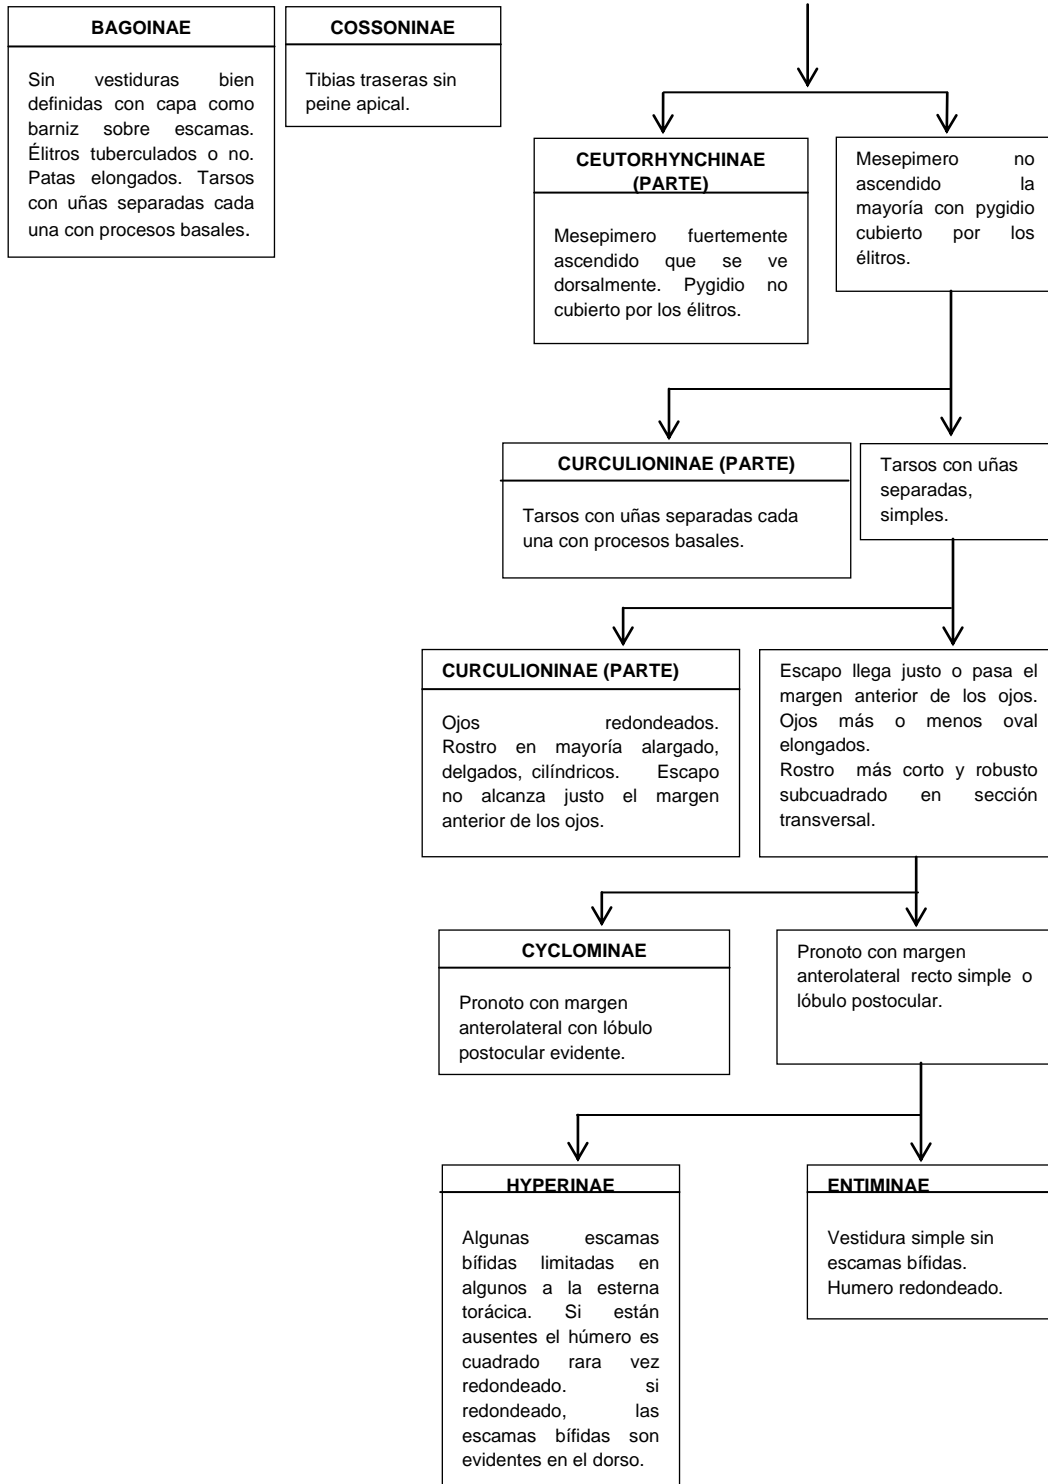 BAGOINAE
Sin vestiduras bien
definidas con capa como
barniz sobre escamas.
Élitros tuberculados o no.
Patas elongados. Tarsos
con uñas separadas cada
una con procesos basales.
COSSONINAE
Tibias traseras sin
peine apical.
CEUTORHYNCHINAE
(PARTE)
Mesepimero fuertemente
ascendido que se ve
dorsalmente. Pygidio no
cubierto por los élitros.
Mesepimero no
ascendido la
mayoría con pygidio
cubierto por los
élitros.
CURCULIONINAE (PARTE)
Tarsos con uñas separadas cada
una con procesos basales.
Tarsos con uñas
separadas,
simples.
CURCULIONINAE (PARTE)
Ojos redondeados.
Rostro en mayoría alargado,
delgados, cilíndricos. Escapo
no alcanza justo el margen
anterior de los ojos.
Escapo llega justo o pasa el
margen anterior de los ojos.
Ojos más o menos oval
elongados.
Rostro más corto y robusto
subcuadrado en sección
transversal.
CYCLOMINAE
Pronoto con margen
anterolateral con lóbulo
postocular evidente.
Pronoto con margen
anterolateral recto simple o
lóbulo postocular.
HYPERINAE
Algunas escamas
bífidas limitadas en
algunos a la esterna
torácica. Si están
ausentes el húmero es
cuadrado rara vez
redondeado. si
redondeado, las
escamas bífidas son
evidentes en el dorso.
ENTIMINAE
Vestidura simple sin
escamas bífidas.
Humero redondeado.